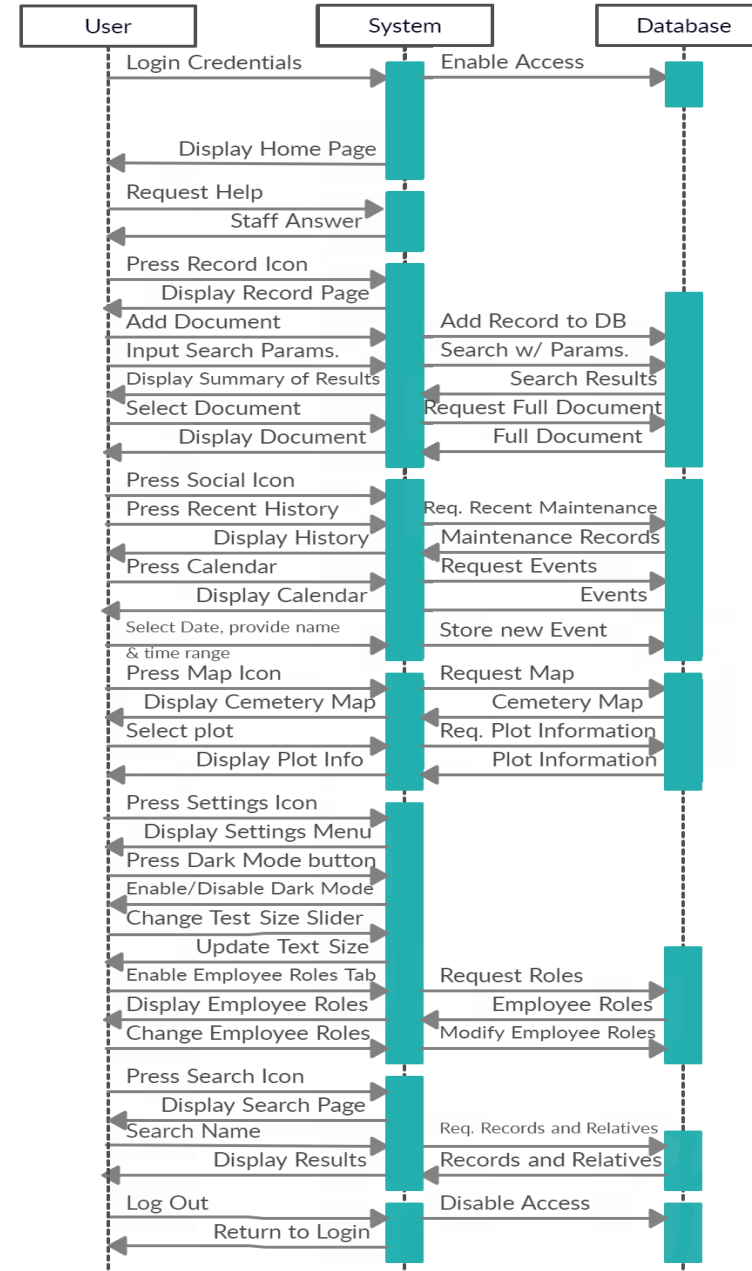 User
System
Database
Login Credentials
Enable Access
Display Home Page
Request Help
Staff Answer
Press Record Icon
Display Record Page
Add Document
Add Record to DB
Input Search Params.
Search w/ Params.
Display Summary of Results
Search Results
Select Document
Request Full Document
Display Document
Full Document
Press Social Icon
Press Recent History
Req. Recent Maintenance
Display History
Maintenance Records
Press Calendar
Request Events
Display Calendar
Events
Select Date, provide name
& time range
Store new Event
Press Map Icon
Request Map
Display Cemetery Map
Cemetery Map
Select plot
Req. Plot Information
Display Plot Info
Plot Information
Press Settings Icon
Display Settings Menu
Press Dark Mode button
Enable/Disable Dark Mode
Change Test Size Slider
Update Text Size
Enable Employee Roles Tab
Request Roles
Display Employee Roles
Employee Roles
Change Employee Roles
Modify Employee Roles
Press Search Icon
Display Search Page
Search Name
Req. Records and Relatives
Display Results
Records and Relatives
Log Out
Disable Access
Return to Login